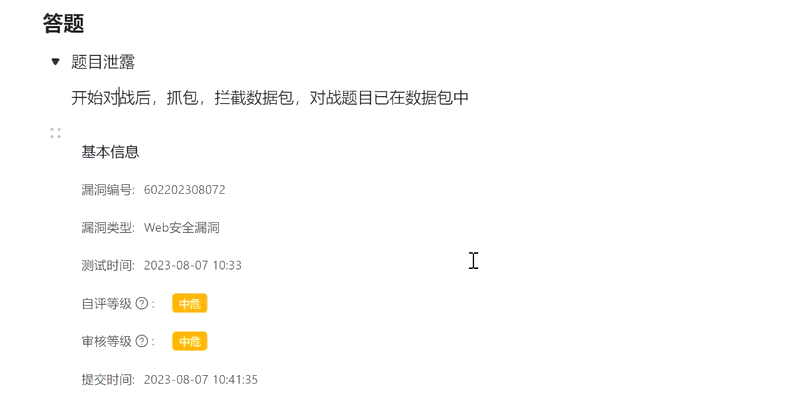 答题
题目泄露
开始对战后，抓包，拦截数据包，对战题目已在数据包中
基本信息
漏洞编号: 602202308072
漏洞类型: Web安全漏洞
测试时间: 2023-08-07 10:33
自评等级 ? : 中危
审核等级 ? : 中危
提交时间: 2023-08-07 10:41:35